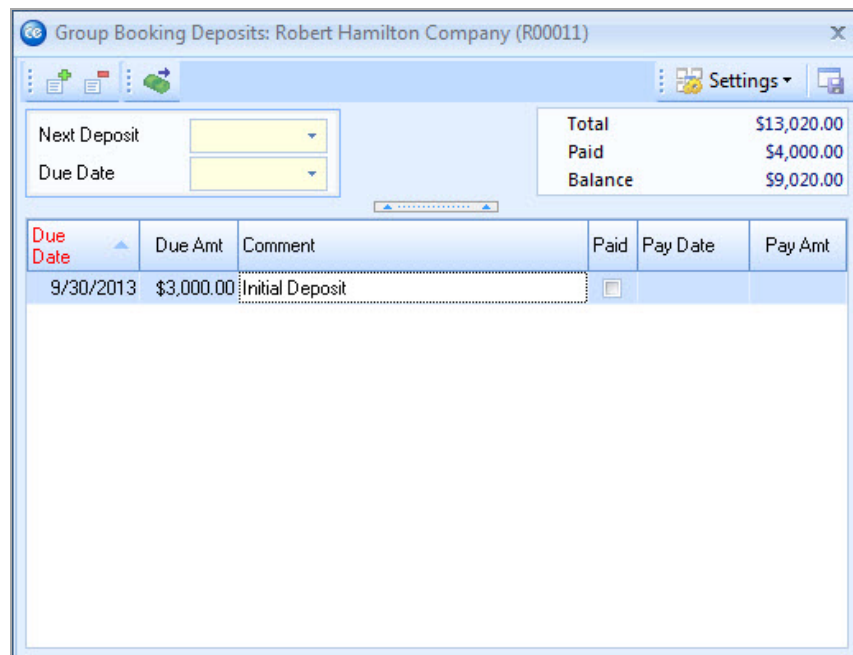 ce Group Booking Deposits: Robert Hamilton Company (R00011) x
Settings
Next Deposit
Due Date
Total $13,020.00
Paid $4,000.00
Balance $9,020.00
Due Date Due Amt Comment Paid Pay Date Pay Amt
9/30/2013 $3,000.00 Initial Deposit